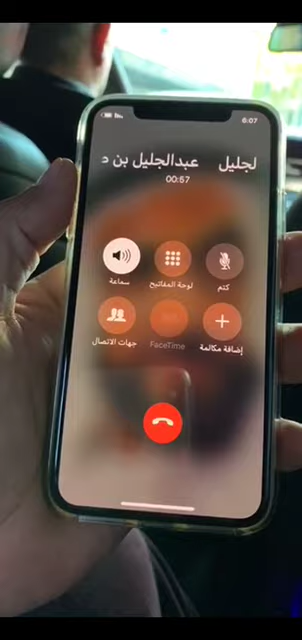 6:07
لجليل عبدالجليل بن د
00:57
كتم لوحة المفاتيح سماعة
إضافة مكالمة FaceTime جهات الاتصال